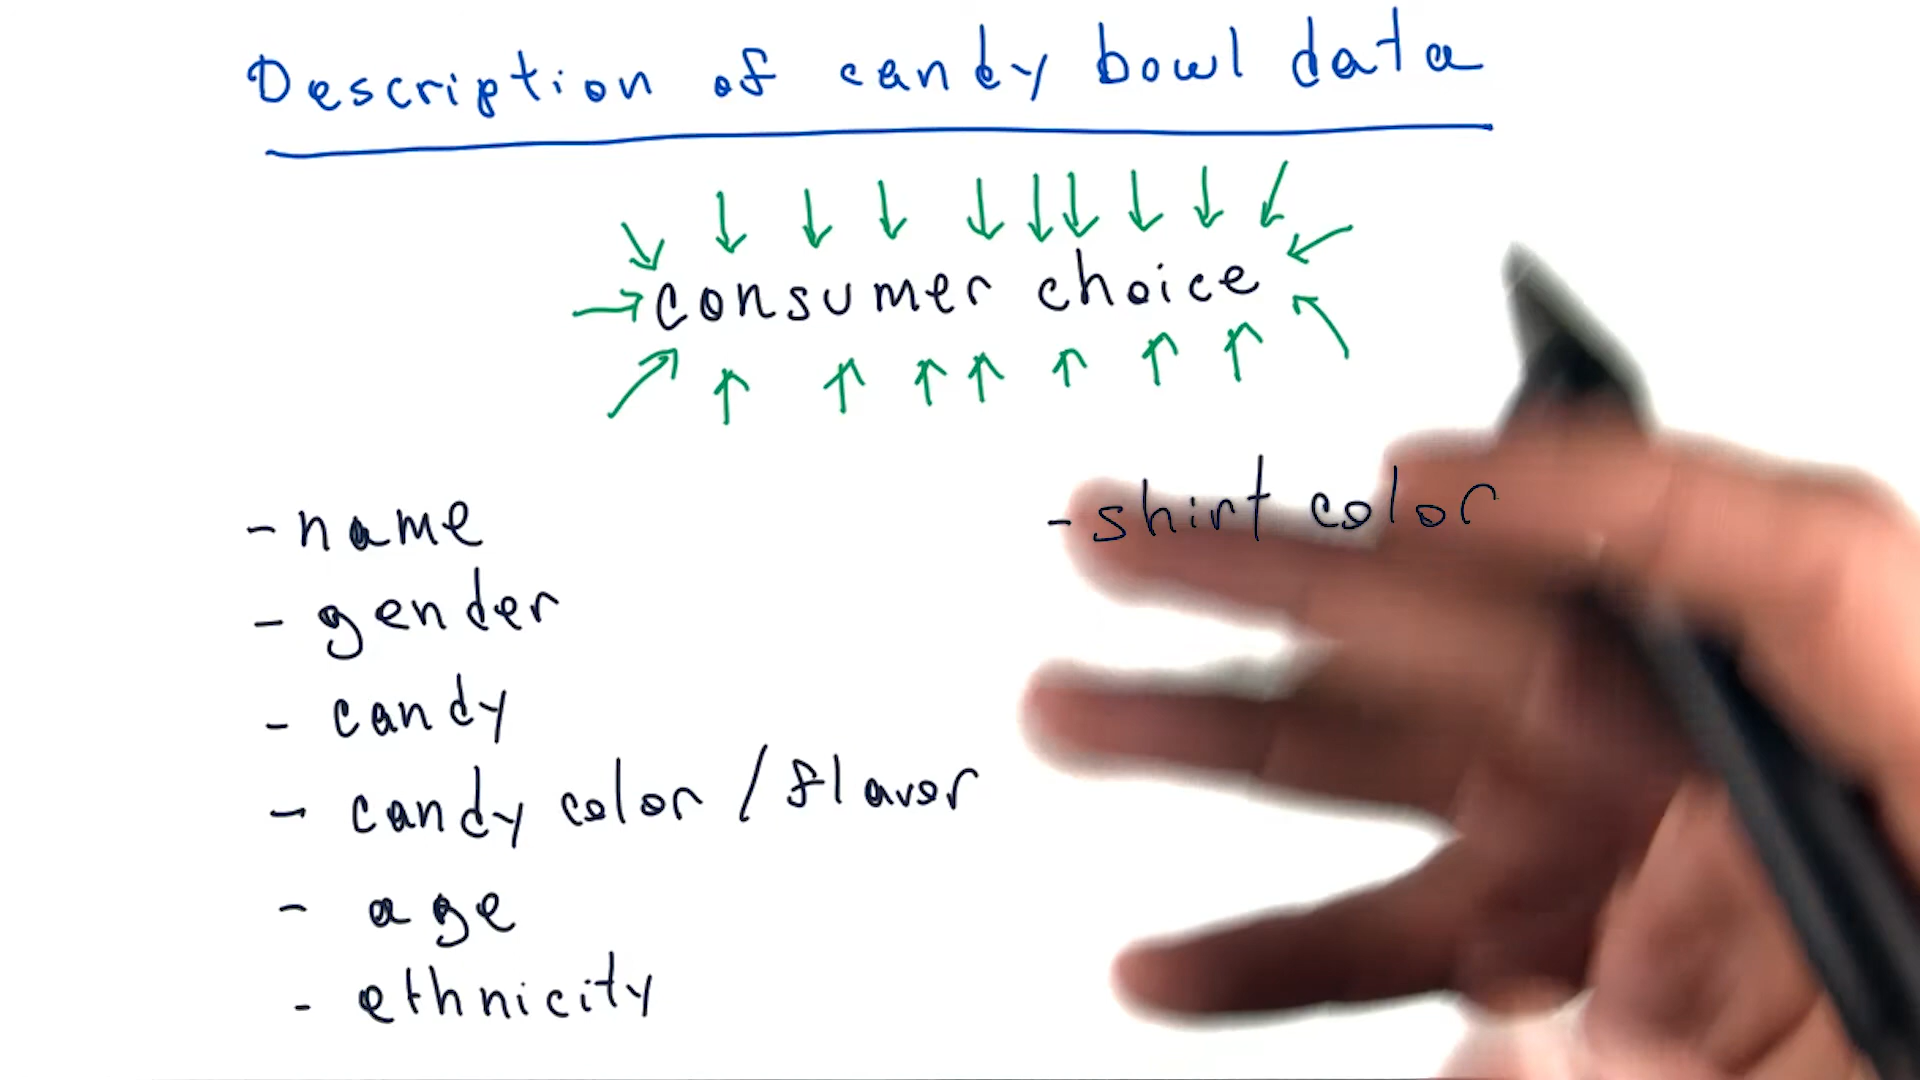 Description of candy bowl data
consumer choice
- name
- gender
- candy
- candy color / flavor
- age
- ethnicity
- shirt color